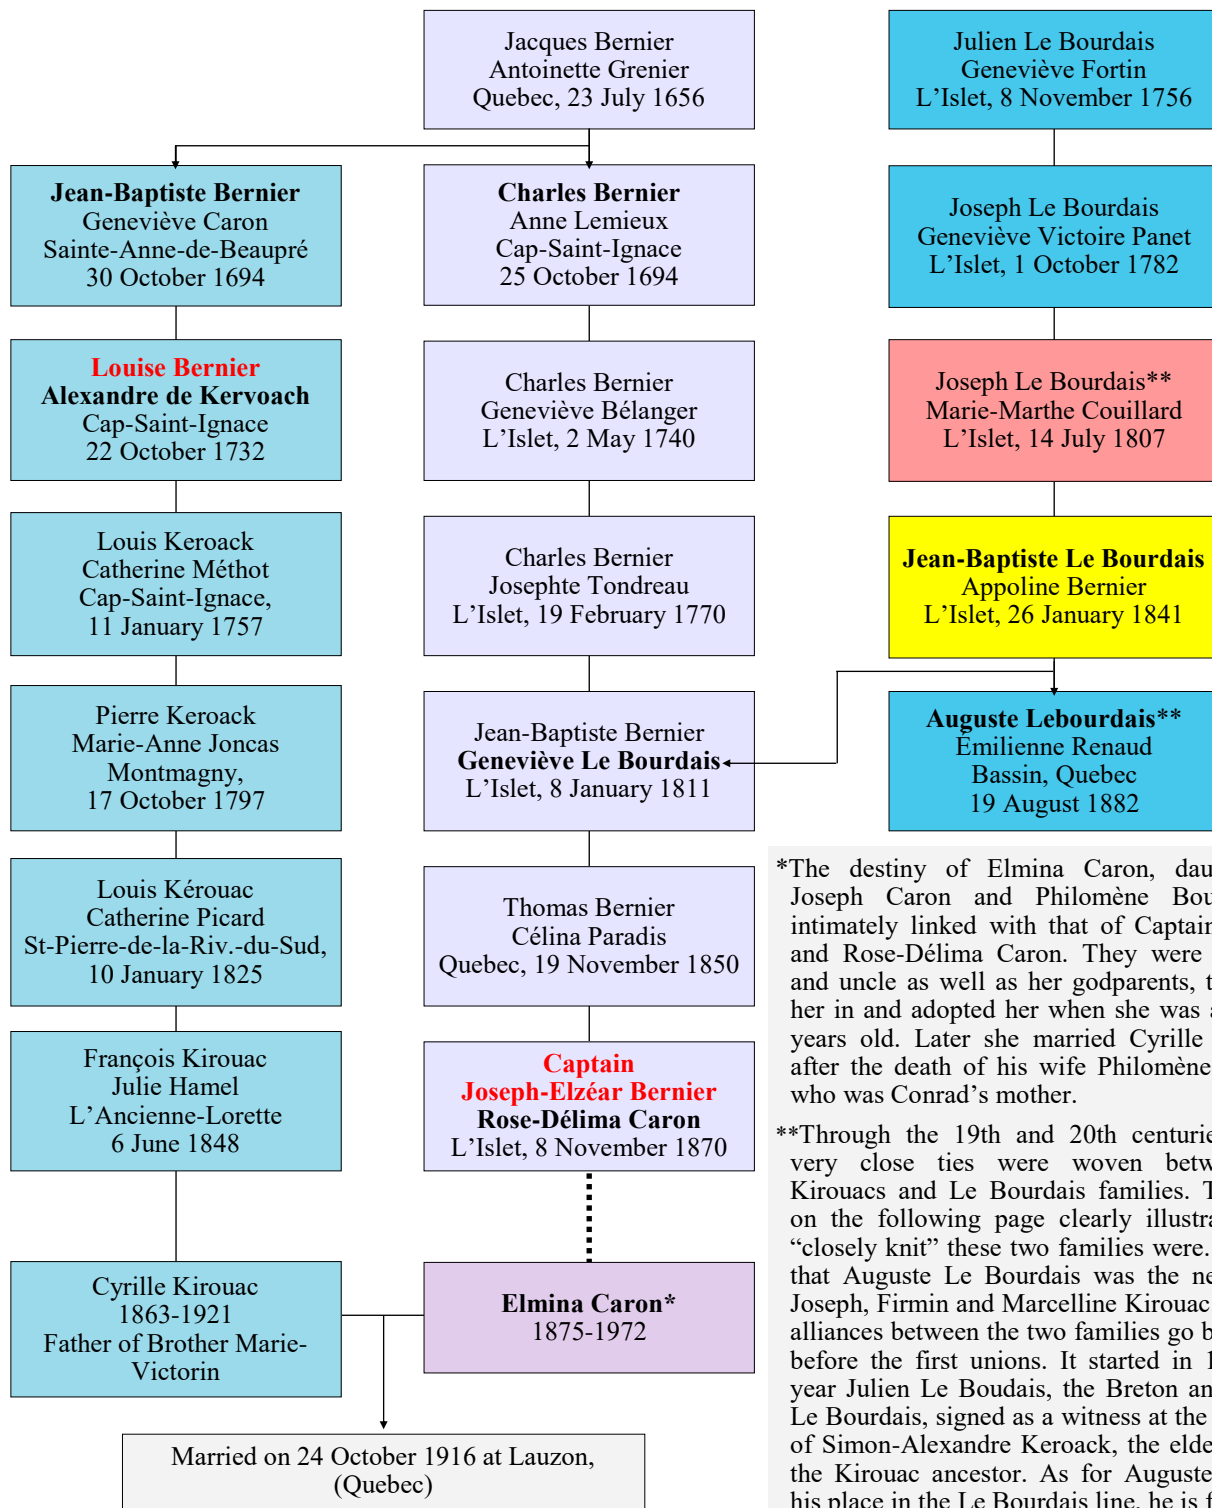 Jacques Bernier
Antoinette Grenier
Quebec, 23 July 1656
Julien Le Bourdais
Geneviève Fortin
L'Islet, 8 November 1756
Jean-Baptiste Bernier
Geneviève Caron
Sainte-Anne-de-Beaupré
30 October 1694
Charles Bernier
Anne Lemieux
Cap-Saint-Ignace
25 October 1694
Joseph Le Bourdais
Geneviève Victoire Panet
L'Islet, 1 October 1782
Louise Bernier
Alexandre de Kervoach
Cap-Saint-Ignace
22 October 1732
Charles Bernier
Geneviève Bélanger
L'Islet, 2 May 1740
Joseph Le Bourdais**
Marie-Marthe Couillard
L'Islet, 14 July 1807
Louis Keroack
Catherine Méthot
Cap-Saint-Ignace,
11 January 1757
Charles Bernier
Josephte Tondreau
L'Islet, 19 February 1770
Jean-Baptiste Le Bourdais
Appoline Bernier
L'Islet, 26 January 1841
Pierre Keroack
Marie-Anne Joncas
Montmagny,
17 October 1797
Jean-Baptiste Bernier
Geneviève Le Bourdais
L'Islet, 8 January 1811
Auguste Lebourdais**
Émilienne Renaud
Bassin, Quebec
19 August 1882
Louis Kérouac
Catherine Picard
St-Pierre-de-la-Riv.-du-Sud,
10 January 1825
Thomas Bernier
Célina Paradis
Quebec, 19 November 1850
François Kirouac
Julie Hamel
L'Ancienne-Lorette
6 June 1848
Captain
Joseph-Elzéar Bernier
Rose-Délima Caron
L'Islet, 8 November 1870
Cyrille Kirouac
1863-1921
Father of Brother Marie-
Victorin
Elmina Caron*
1875-1972
Married on 24 October 1916 at Lauzon,
(Quebec)
*The destiny of Elmina Caron,
Joseph Caron and Philomène
intimately linked with that of Captain
and Rose-Délima Caron. They were
and uncle as well as her godparents,
her in and adopted her when she was
years old. Later she married Cyrille
after the death of his wife Philomène
who was Conrad's mother.
**Through the 19th and 20th
very close ties were woven
Kirouacs and Le Bourdais families.
on the following page clearly
"closely knit" these two families were.
that Auguste Le Bourdais was the
Joseph, Firmin and Marcelline Kirouac
alliances between the two families go
before the first unions. It started in
year Julien Le Boudais, the Breton
Le Bourdais, signed as a witness at the
of Simon-Alexandre Keroack, the
the Kirouac ancestor. As for Auguste
his place in the Le Bourdais line, he is